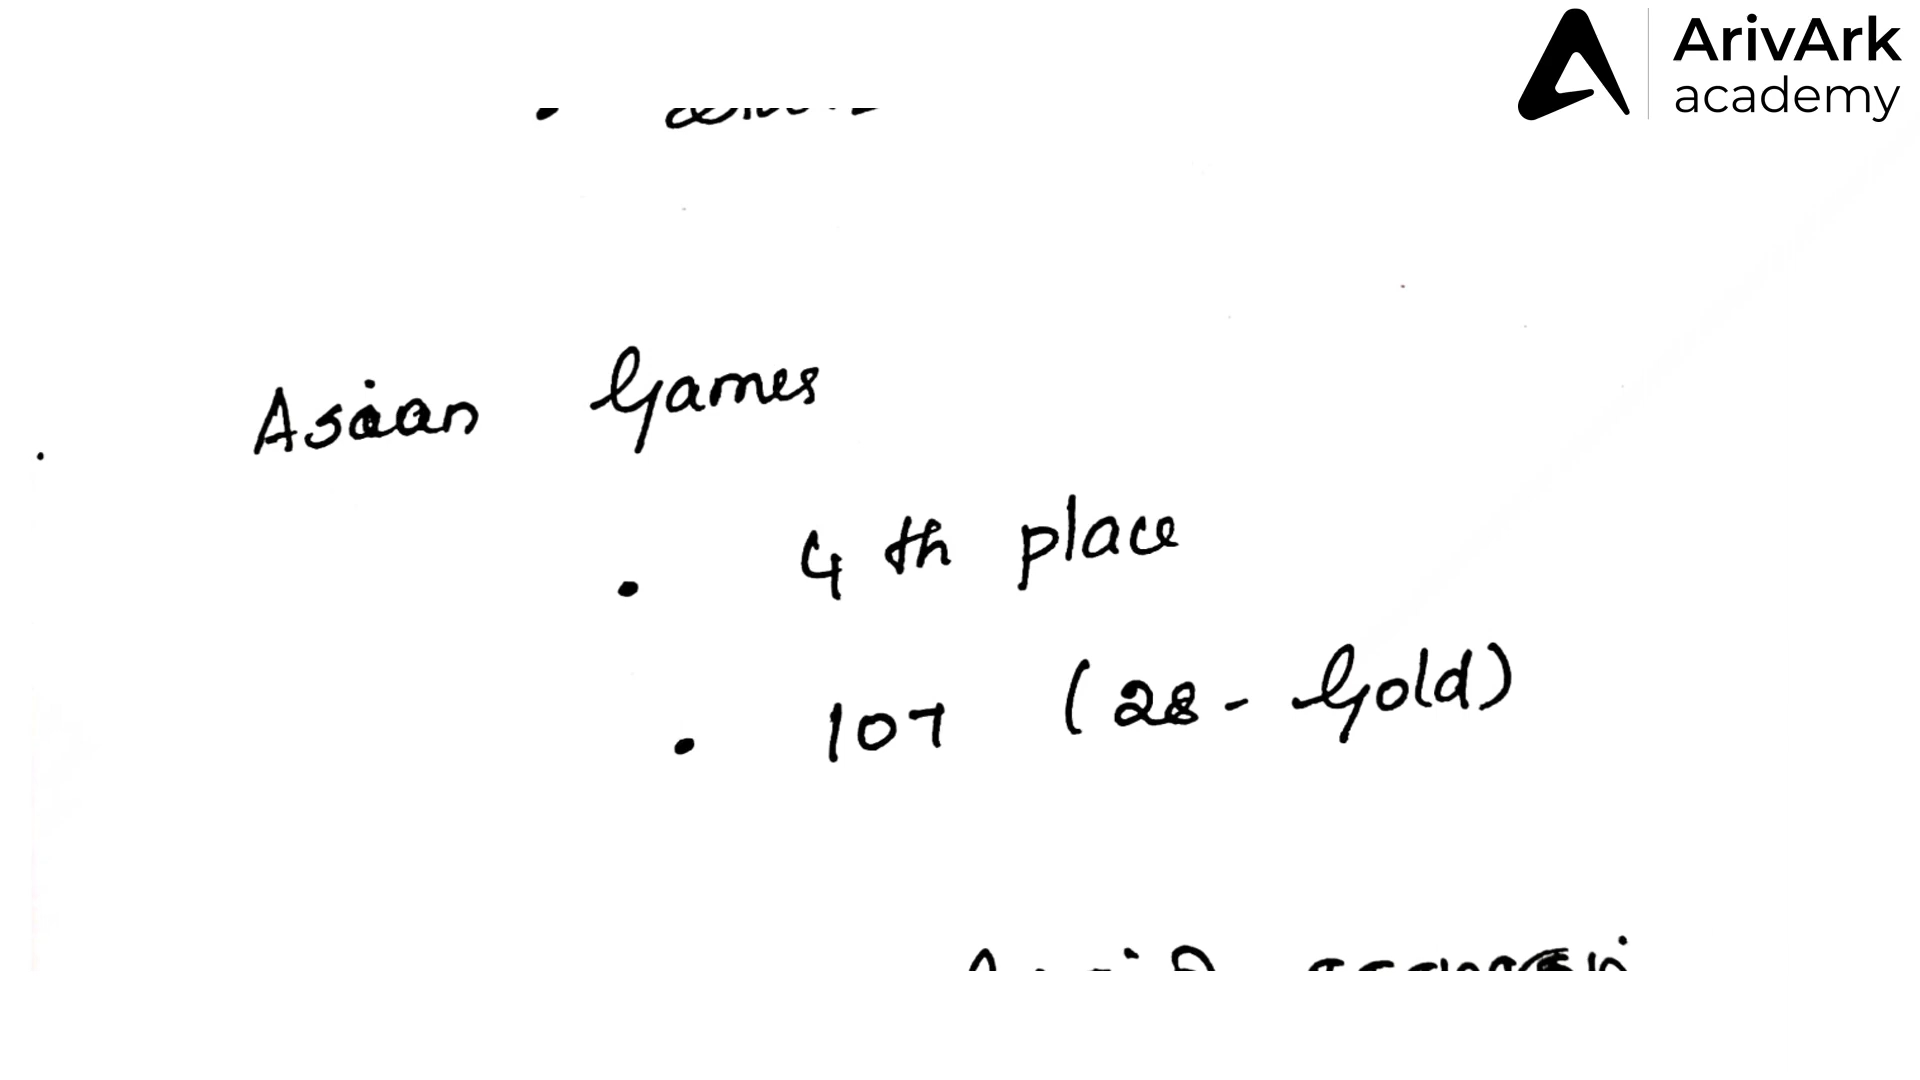 ArivArk
academy
Asian Games
• 4th place
• 107 (28 - Gold)